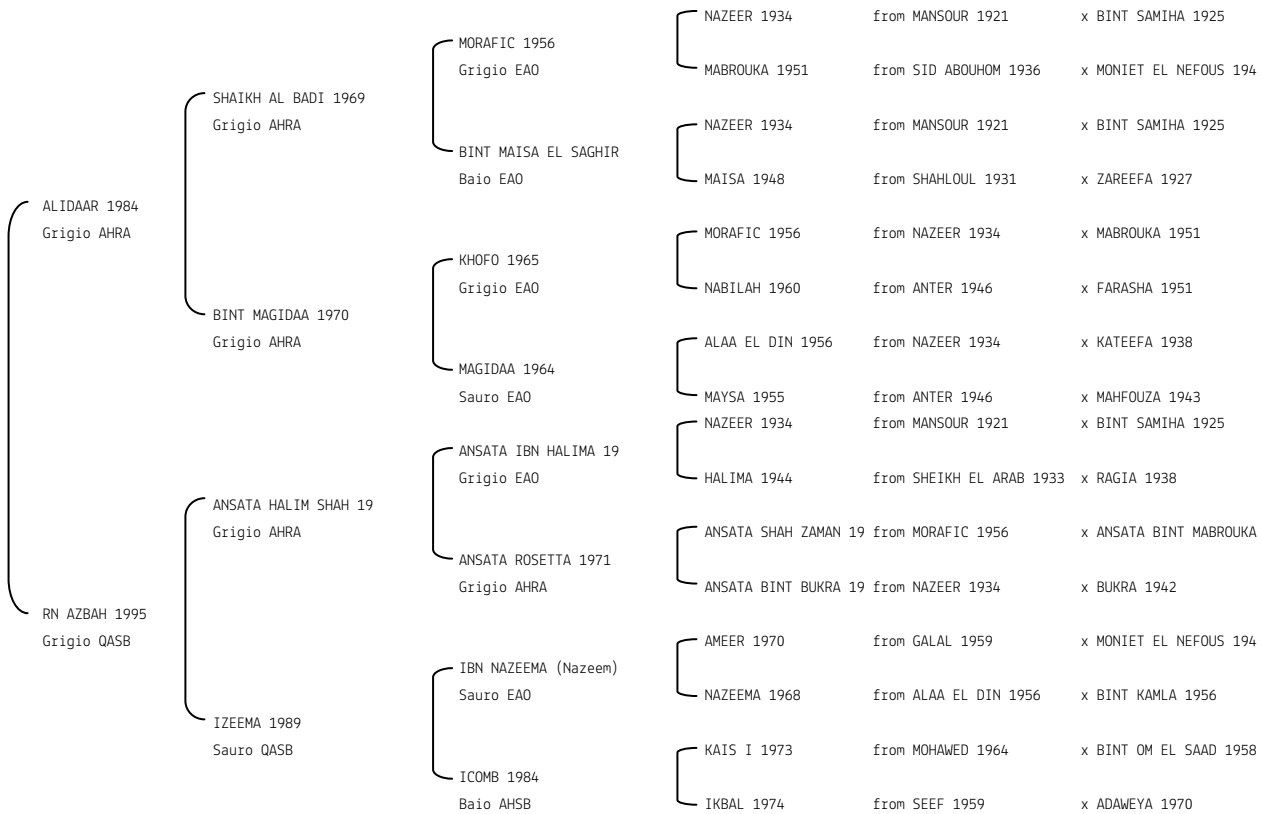 NAZEER 1934 from MANSOUR 1921 x BINT SAMIHA 1925
MORAFIC 1956
Grigio EAO MABROUKA 1951 from SID ABOUHOM 1936 x MONIET EL NEFOUS 194
SHAIKH AL BADI 1969
Grigio AHRA NAZEER 1934 from MANSOUR 1921 x BINT SAMIHA 1925
BINT MAISA EL SAGHIR
Baio EAO MAISA 1948 from SHAHLOUL 1931 x ZAREEFA 1927
ALIDAAR 1984
Grigio AHRA MORAFIC 1956 from NAZEER 1934 x MABROUKA 1951
KHOFO 1965
Grigio EAO NABILAH 1960 from ANTER 1946 x FARASHA 1951
BINT MAGIDAA 1970
Grigio AHRA ALAA EL DIN 1956 from NAZEER 1934 x KATEEFA 1938
MAGIDAA 1964
Sauro EAO MAYSA 1955 from ANTER 1946 x MAHFOUZA 1943
NAZEER 1934 from MANSOUR 1921 x BINT SAMIHA 1925
ANSATA IBN HALIMA 19
Grigio EAO HALIMA 1944 from SHEIKH EL ARAB 1933 x RAGIA 1938
ANSATA HALIM SHAH 19
Grigio AHRA ANSATA SHAH ZAMAN 19 from MORAFIC 1956 x ANSATA BINT MABROUKA
ANSATA ROSETTA 1971
Grigio AHRA ANSATA BINT BUKRA 19 from NAZEER 1934 x BUKRA 1942
RN AZBAH 1995
Grigio QASB AMEER 1970 from GALAL 1959 x MONIET EL NEFOUS 194
IBN NAZEEMA (Nazeem)
Sauro EAO NAZEEMA 1968 from ALAA EL DIN 1956 x BINT KAMLA 1956
IZEEMA 1989
Sauro QASB KAIS I 1973 from MOHAWED 1964 x BINT OM EL SAAD 1958
ICOMB 1984
Baio AHSB IKBAL 1974 from SEEF 1959 x ADAWEYA 1970